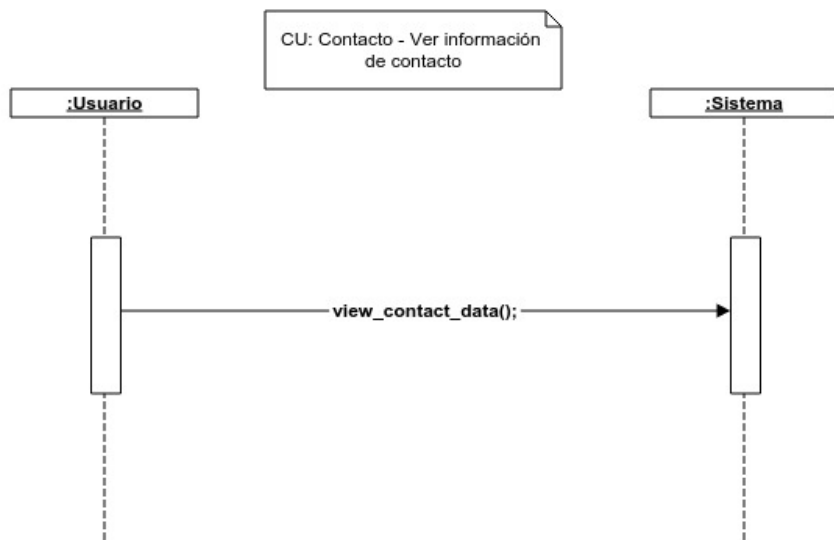 CU: Contacto - Ver información
de contacto
:Usuario
:Sistema
view_contact_data();